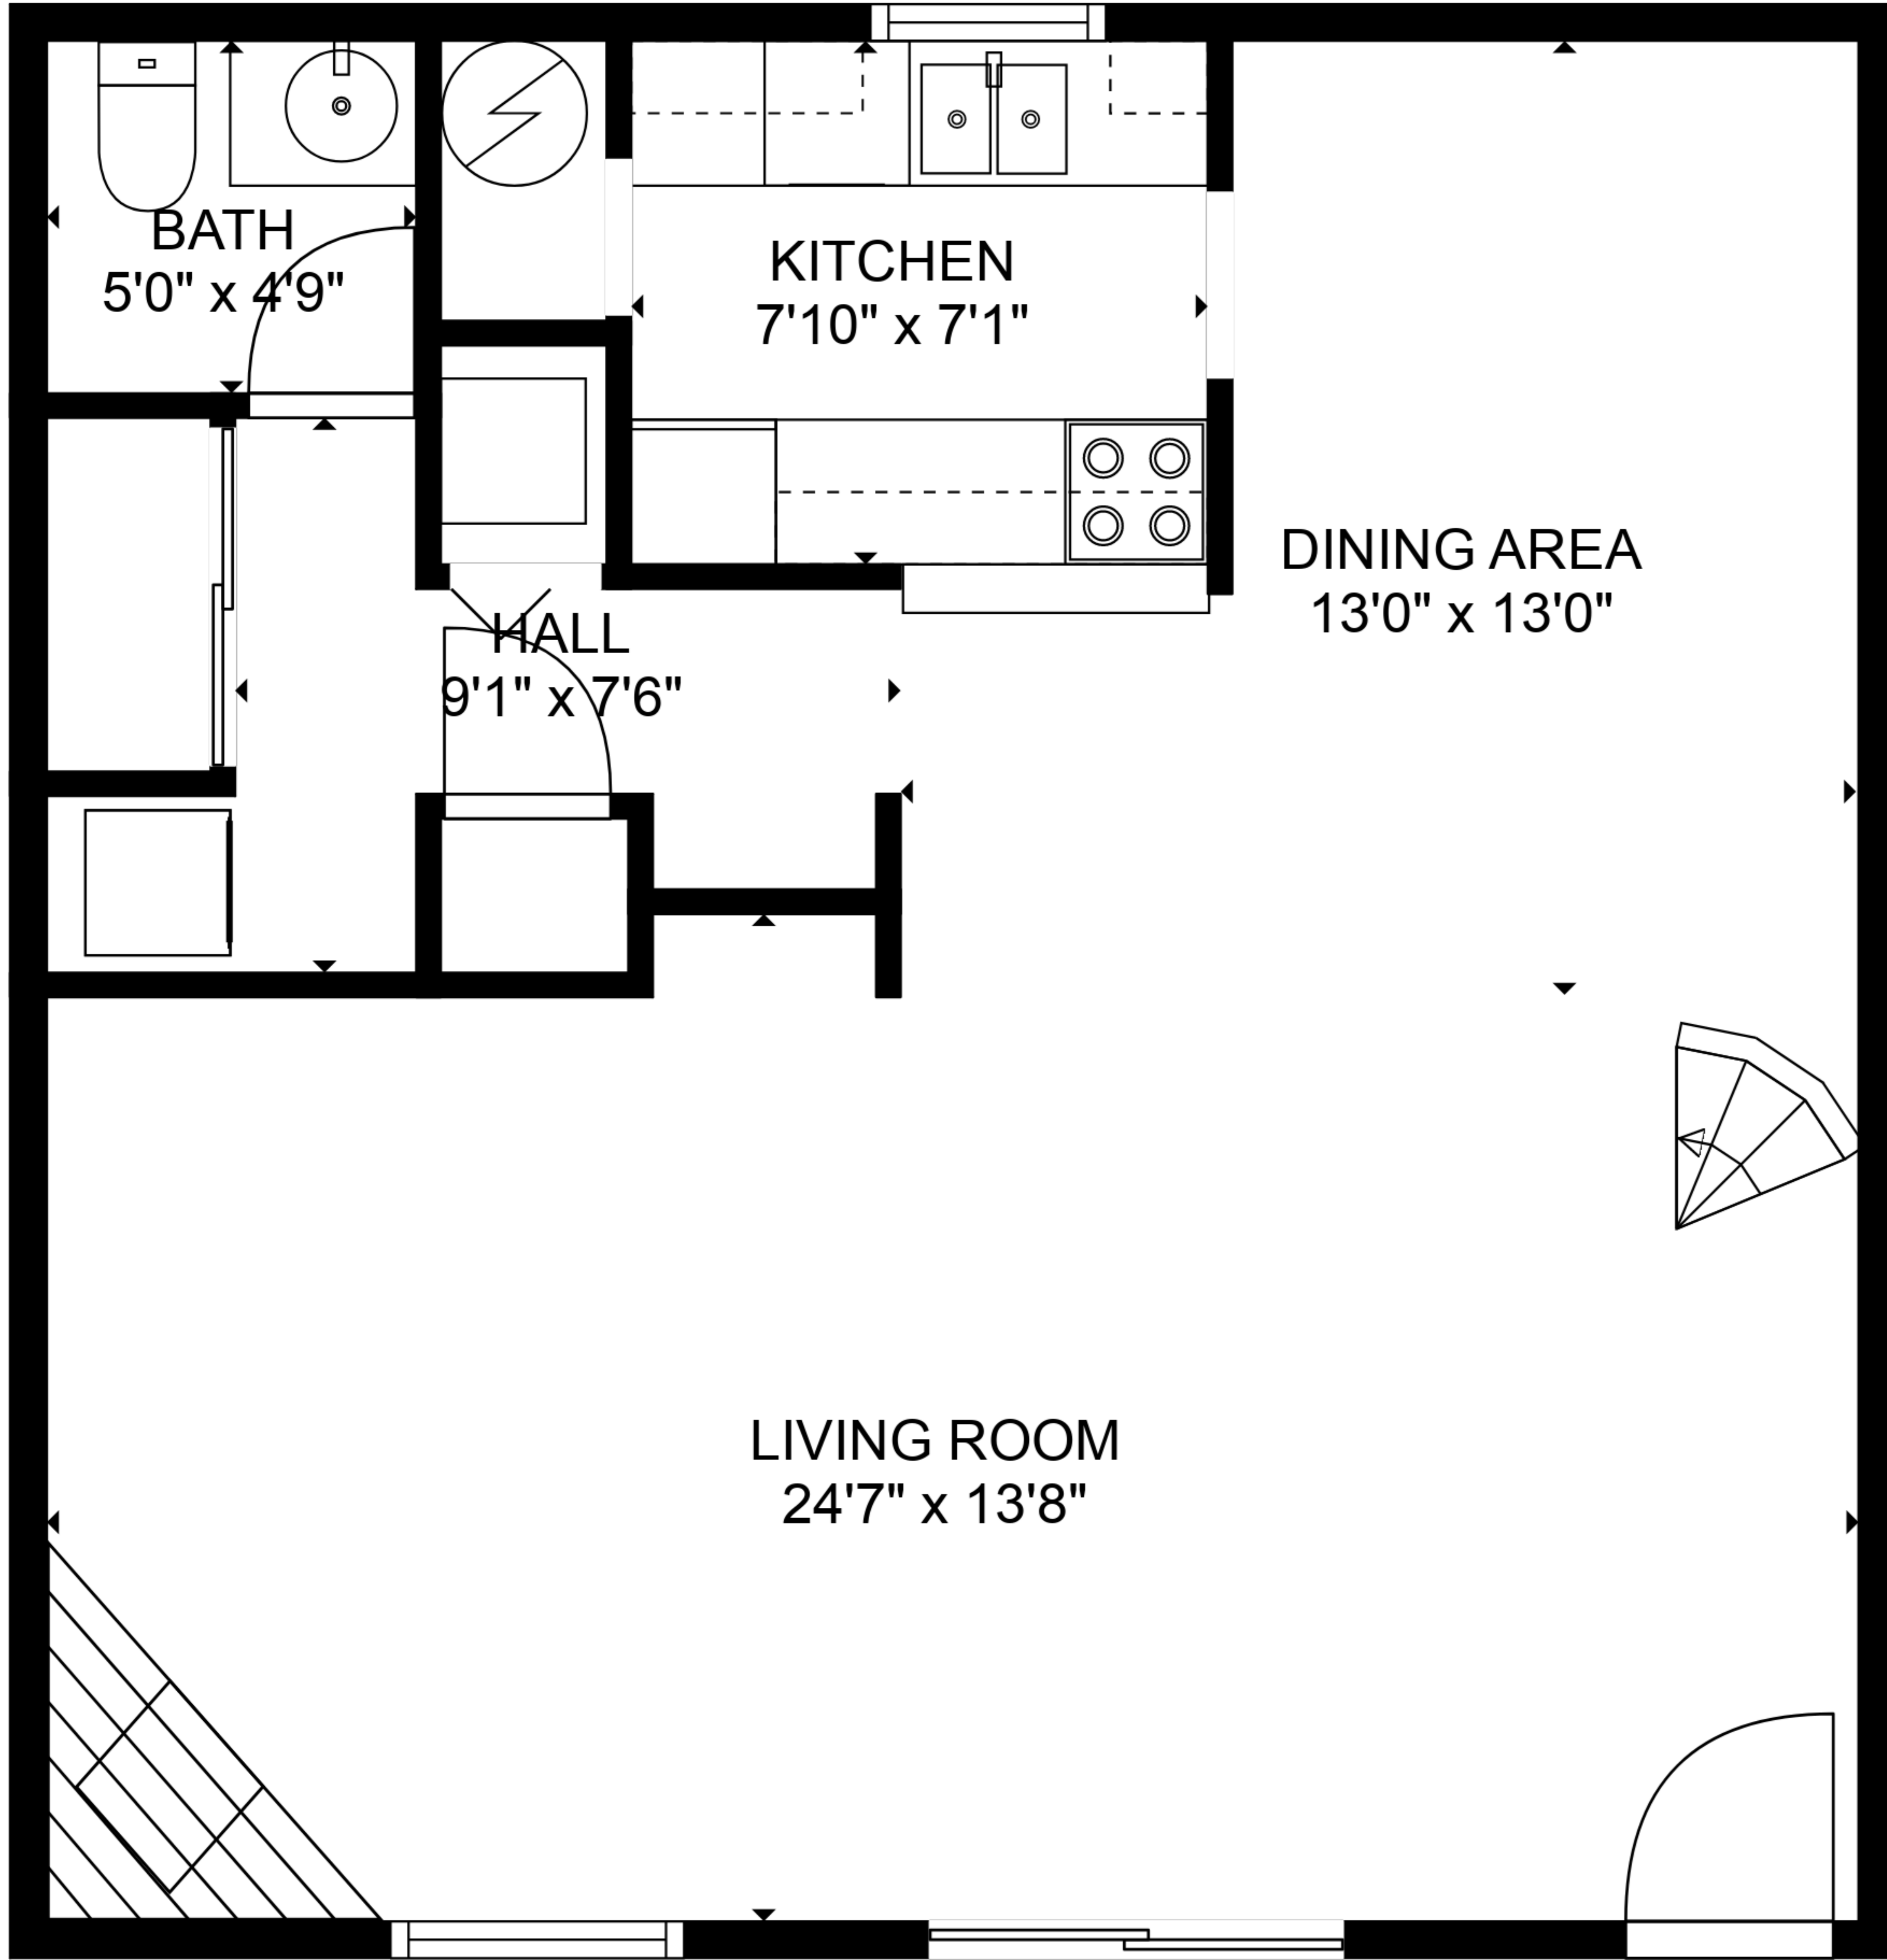 BATH
5'0" x 4'9"
KITCHEN
7'10" x 7'1"
DINING AREA
13'0" x 13'0"
HALL
9'1" x 7'6"
LIVING ROOM
24'7" x 13'8"